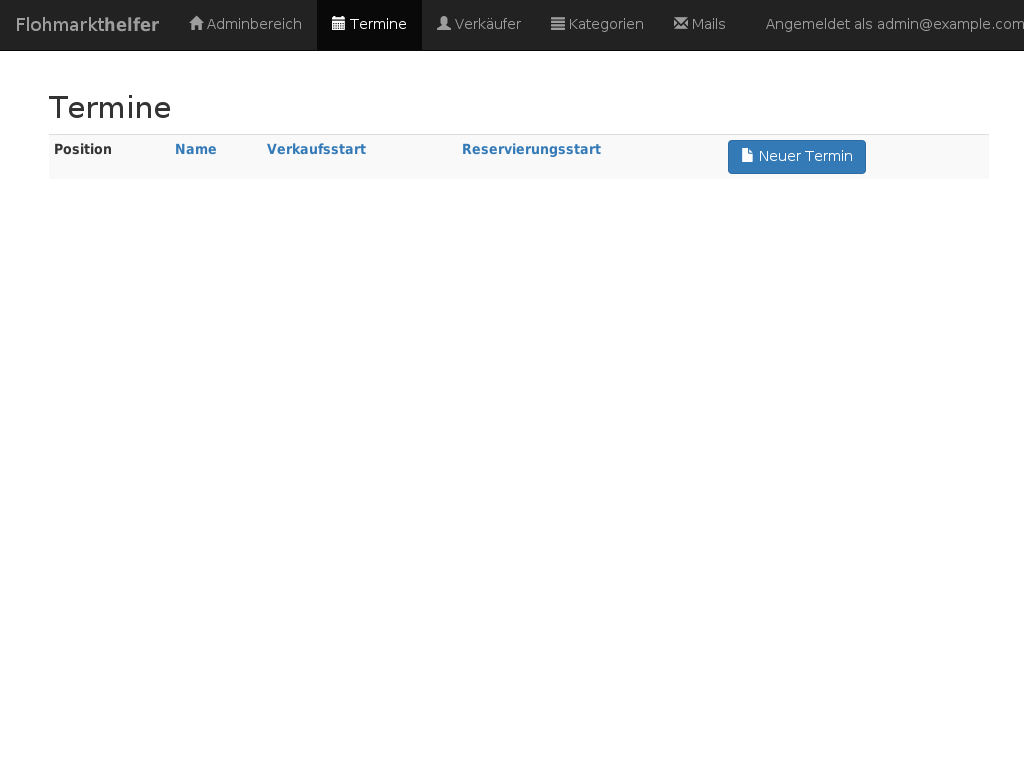 Flohmarkthelfer Adminbereich Termine Verkäufer Kategorien Mails Angemeldet als admin@example.com
Termine
Position Name Verkaufsstart Reservierungsstart Neuer Termin